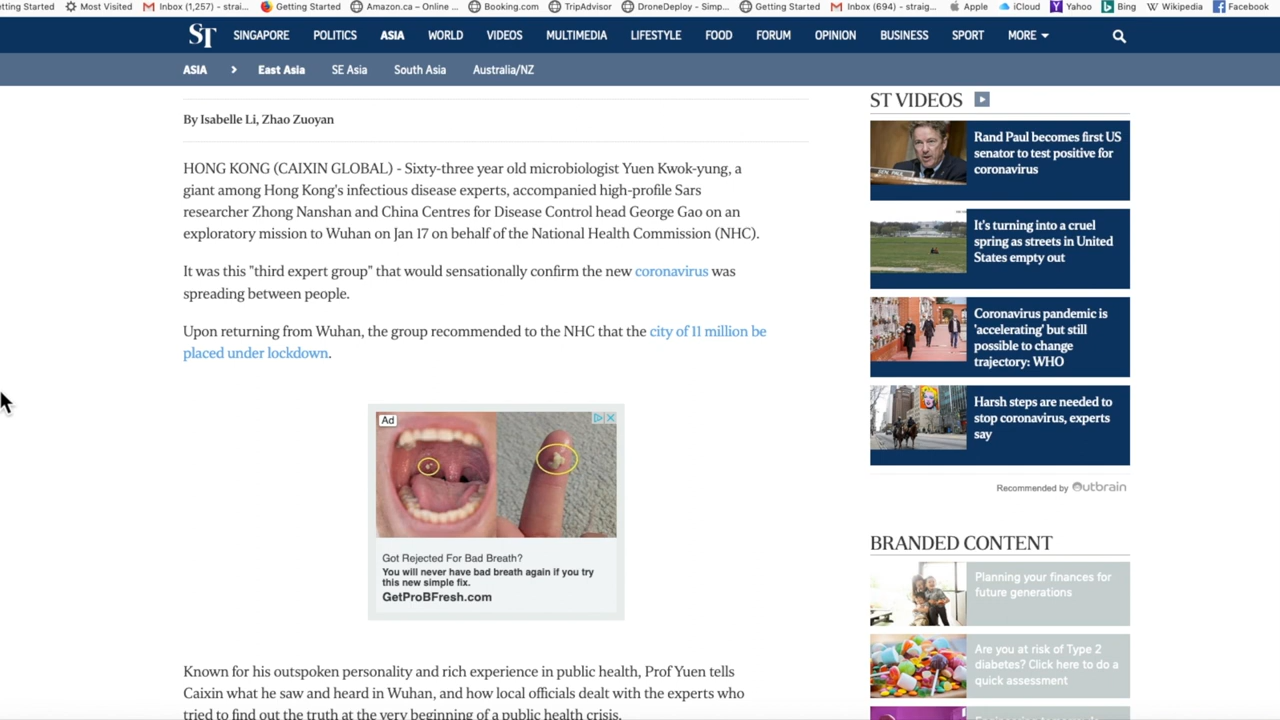 etting Started Most Visited Inbox (1,257) - strai... Getting Started Amazon.ca – Online ... Booking.com TripAdvisor DroneDeploy - Simp... Getting Started Inbox (694) - straig... Apple iCloud Yahoo Bing Wikipedia Facebook
ST SINGAPORE POLITICS ASIA WORLD VIDEOS MULTIMEDIA LIFESTYLE FOOD FORUM OPINION BUSINESS SPORT MORE
ASIA > East Asia SE Asia South Asia Australia/NZ
By Isabelle Li, Zhao Zuoyan
HONG KONG (CAIXIN GLOBAL) - Sixty-three year old microbiologist Yuen Kwok-yung, a
giant among Hong Kong's infectious disease experts, accompanied high-profile Sars
researcher Zhong Nanshan and China Centres for Disease Control head George Gao on an
exploratory mission to Wuhan on Jan 17 on behalf of the National Health Commission (NHC).
It was this "third expert group" that would sensationally confirm the new coronavirus was
spreading between people.
Upon returning from Wuhan, the group recommended to the NHC that the city of 11 million be
placed under lockdown.
Ad
Got Rejected For Bad Breath?
You will never have bad breath again if you try
this new simple fix.
GetProBFresh.com
Known for his outspoken personality and rich experience in public health, Prof Yuen tells
Caixin what he saw and heard in Wuhan, and how local officials dealt with the experts who
tried to find out the truth at the very beginning of a public health crisis.
ST VIDEOS
Rand Paul becomes first US
senator to test positive for
coronavirus
It's turning into a cruel
spring as streets in United
States empty out
Coronavirus pandemic is
'accelerating' but still
possible to change
trajectory: WHO
Harsh steps are needed to
stop coronavirus, experts
say
Recommended by Outbrain
BRANDED CONTENT
Planning your finances for
future generations
Are you at risk of Type 2
diabetes? Click here to do a
quick assessment